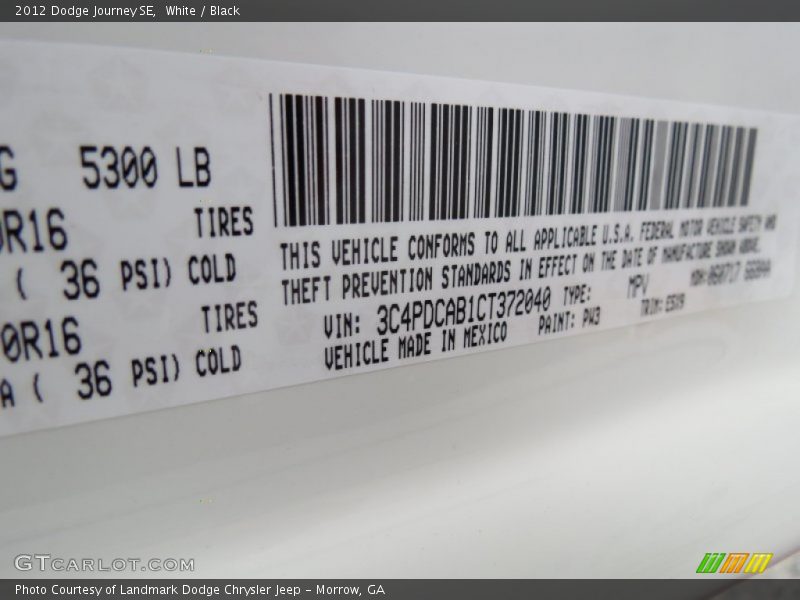 2012 Dodge Journey SE, White / Black
G 5300 LB
0R16 TIRES
( 36 PSI) COLD
0R16 TIRES
A ( 36 PSI) COLD
THIS VEHICLE CONFORMS TO ALL APPLICABLE U.S.A. FEDERAL MOTOR VEHICLE SAFETY AND
THEFT PREVENTION STANDARDS IN EFFECT ON THE DATE OF MANUFACTURE SHOWN ABOVE.
VIN: 3C4PDCAB1CT372040 TYPE: MPV
VEHICLE MADE IN MEXICO PAINT: PW3 TRIM:
GTCARLOT.COM
Photo Courtesy of Landmark Dodge Chrysler Jeep - Morrow, GA